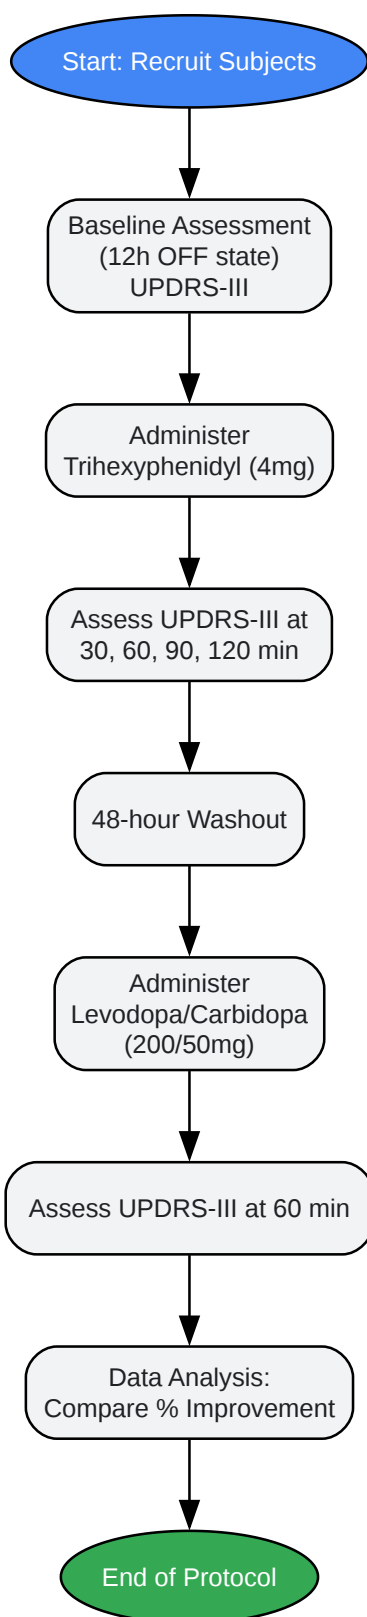 Start: Recruit Subjects
Baseline Assessment
(12h OFF state)
UPDRS-III
Administer
Trihexyphenidyl (4mg)
Assess UPDRS-III at
30, 60, 90, 120 min
48-hour Washout
Administer
Levodopa/Carbidopa
(200/50mg)
Assess UPDRS-III at 60 min
Data Analysis:
Compare % Improvement
End of Protocol